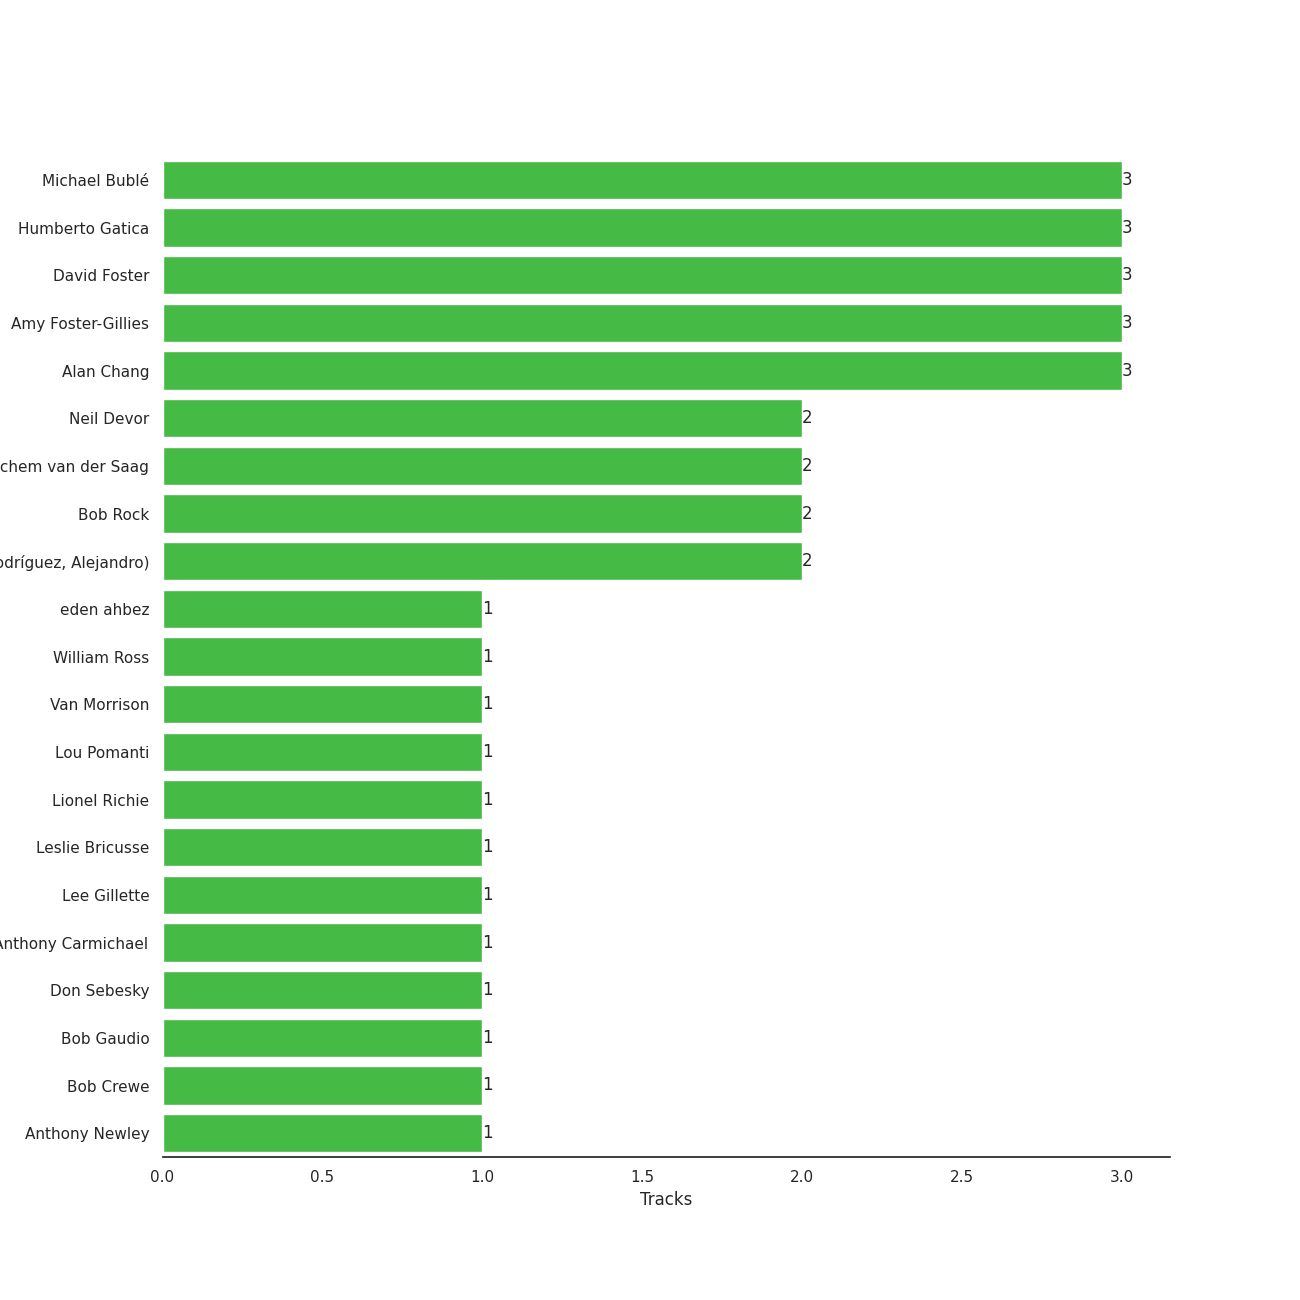 Michael Bublé 3
Humberto Gatica 3
David Foster 3
Amy Foster-Gillies 3
Alan Chang 3
Neil Devor 2
chem van der Saag 2
Bob Rock 2
odríguez, Alejandro) 2
eden ahbez 1
William Ross 1
Van Morrison 1
Lou Pomanti 1
Lionel Richie 1
Leslie Bricusse 1
Lee Gillette 1
Anthony Carmichael 1
Don Sebesky 1
Bob Gaudio 1
Bob Crewe 1
Anthony Newley 1
0.0 0.5 1.0 1.5 2.0 2.5 3.0
Tracks